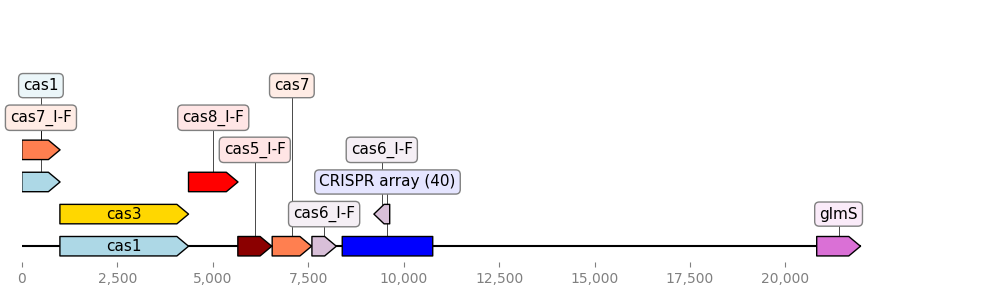 cas1
cas7
cas7_I-F
cas8_I-F
cas5_I-F
cas6_I-F
CRISPR array (40)
cas3
cas6_I-F
glmS
cas1
0
2,500
5,000
7,500
10,000
12,500
15,000
17,500
20,000